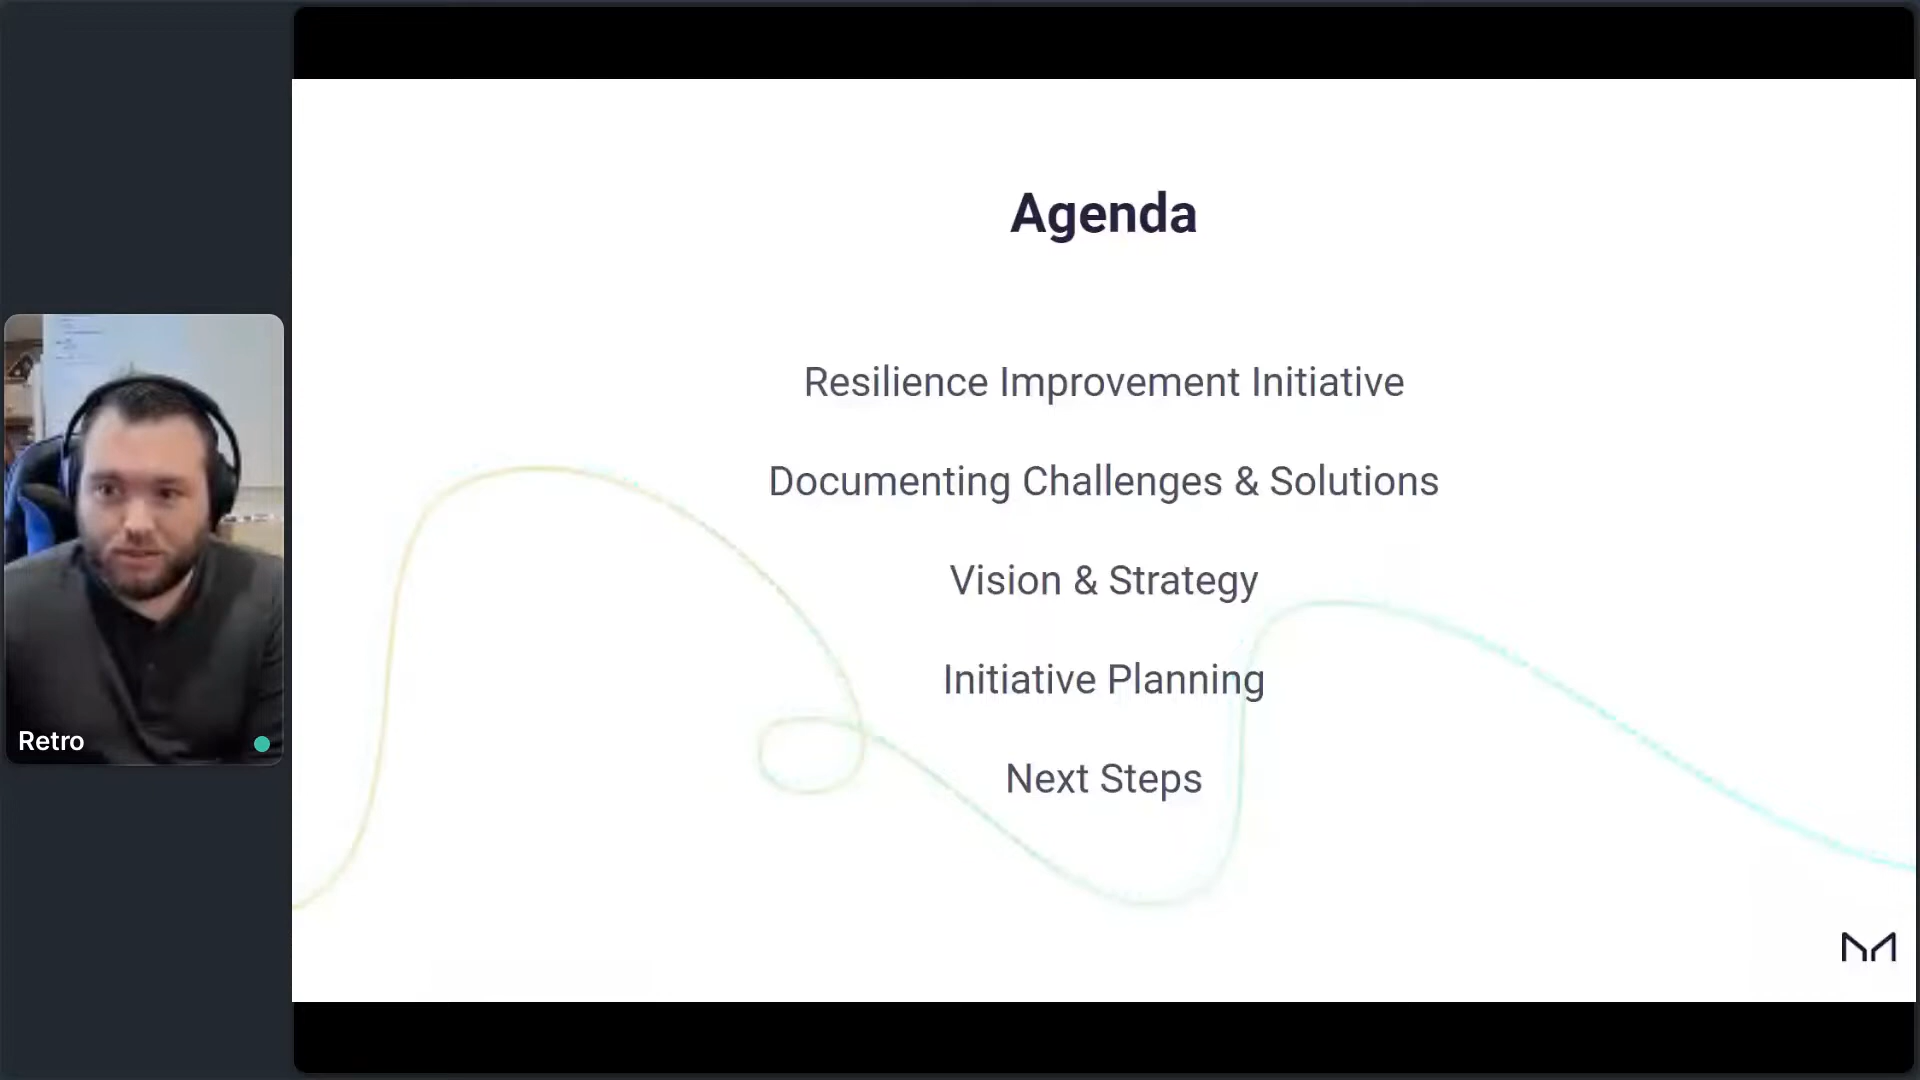 Agenda
Resilience Improvement Initiative
Documenting Challenges & Solutions
Vision & Strategy
Initiative Planning
Next Steps
Retro